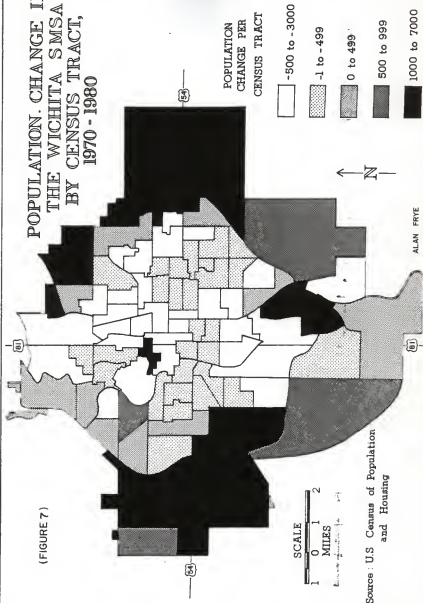 (FIGURE 7)
POPULATION CHANGE I
THE WICHITA SMSA
BY CENSUS TRACT,
1970 - 1980
81
54
54
81
POPULATION
CHANGE PER
CENSUS TRACT
-500 to -3000
-1 to -499
0 to 499
500 to 999
1000 to 7000
N
ALAN FRYE
SCALE
1 0 1 2
MILES
Source : U.S Census of Population
and Housing